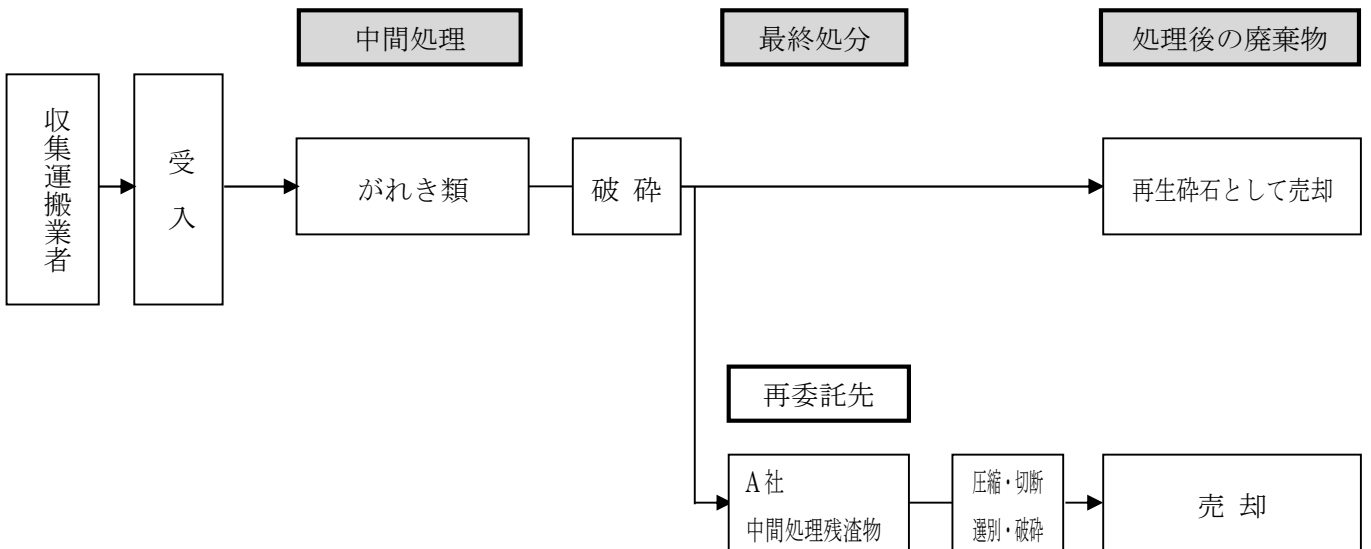 中間処理
最終処分
処理後の廃棄物
収集運搬業者
受入
がれき類
破 砕
再生砕石として売却
再委託先
A社
中間処理残渣物
圧縮・切断
選別・破砕
売 却